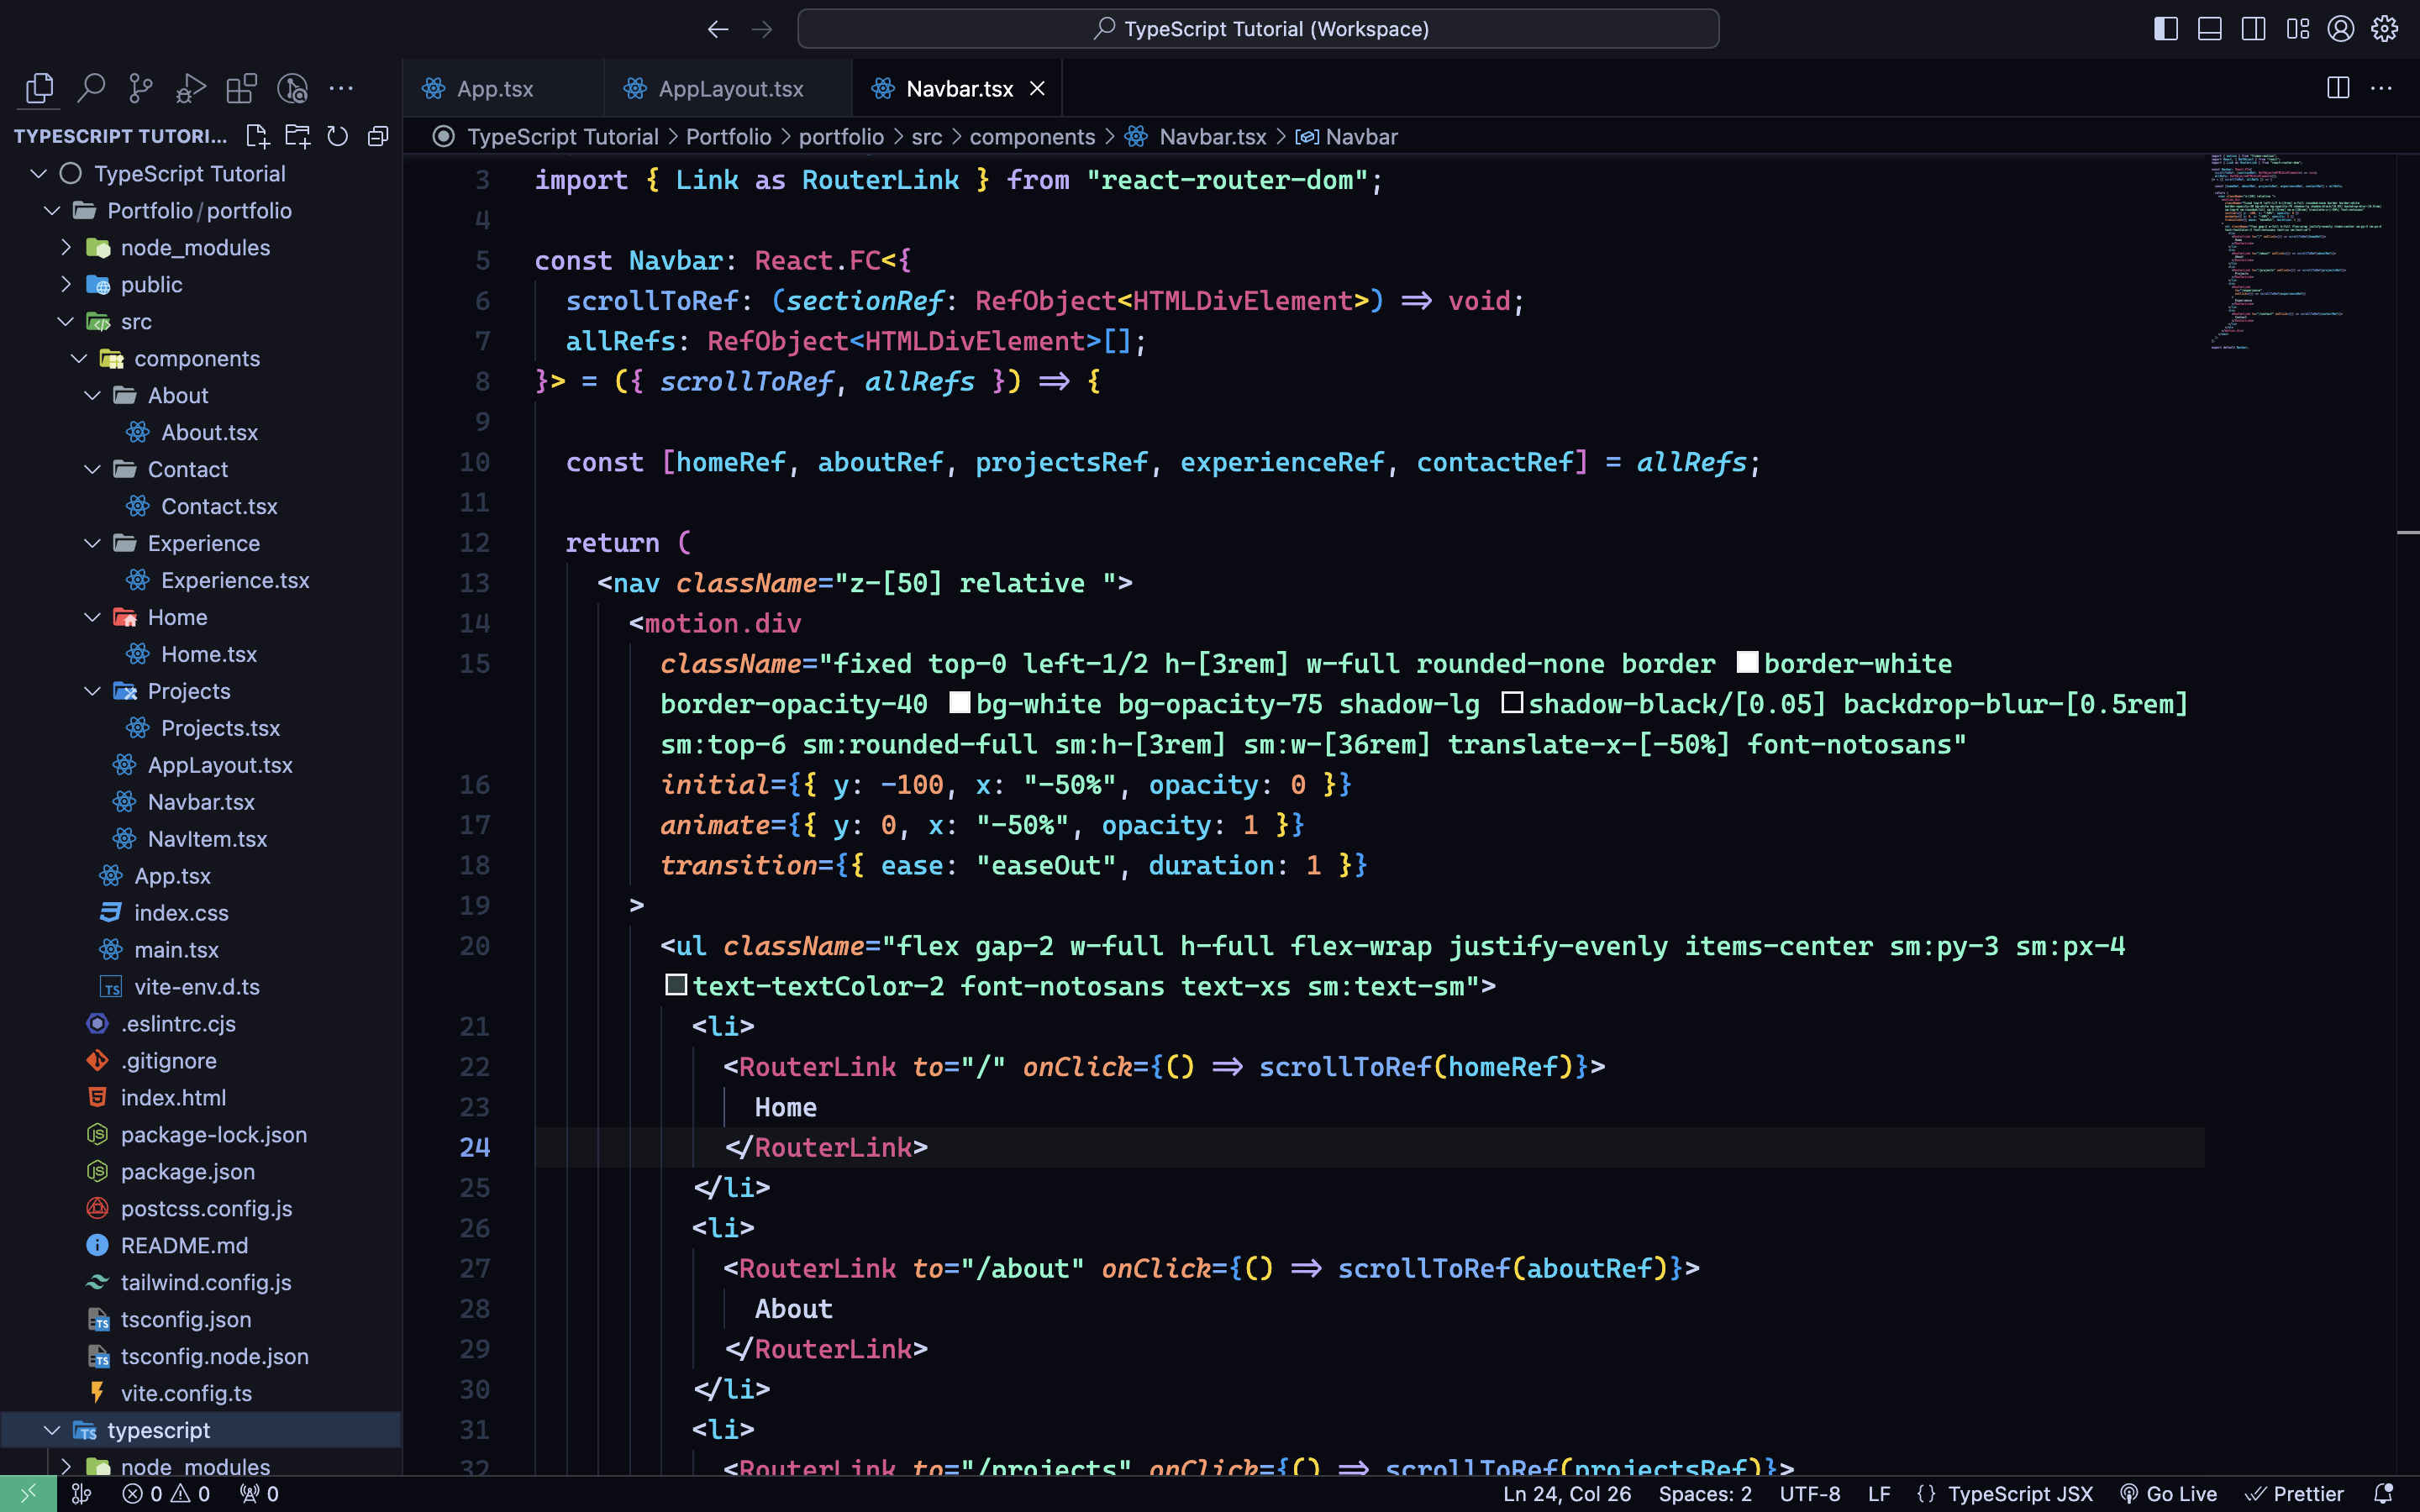 TypeScript Tutorial (Workspace)
App.tsx
AppLayout.tsx
Navbar.tsx
TYPESCRIPT TUTORI...
TypeScript Tutorial > Portfolio > portfolio > src > components > Navbar.tsx > Navbar
TypeScript Tutorial
Portfolio/portfolio
node_modules
public
src
components
About
About.tsx
Contact
Contact.tsx
Experience
Experience.tsx
Home
Home.tsx
Projects
Projects.tsx
AppLayout.tsx
Navbar.tsx
NavItem.tsx
App.tsx
index.css
main.tsx
vite-env.d.ts
.eslintrc.cjs
.gitignore
index.html
package-lock.json
package.json
postcss.config.js
README.md
tailwind.config.js
tsconfig.json
tsconfig.node.json
vite.config.ts
typescript
node_modules
3 import { Link as RouterLink } from "react-router-dom";
4
5 const Navbar: React.FC<{
6 scrollToRef: (sectionRef: RefObject<HTMLDivElement>) => void;
7 allRefs: RefObject<HTMLDivElement>[];
8 }> = ({ scrollToRef, allRefs }) => {
9
10 const [homeRef, aboutRef, projectsRef, experienceRef, contactRef] = allRefs;
11
12 return (
13 <nav className="z-[50] relative ">
14 <motion.div
15 className="fixed top-0 left-1/2 h-[3rem] w-full rounded-none border border-white
border-opacity-40 bg-white bg-opacity-75 shadow-lg shadow-black/[0.05] backdrop-blur-[0.5rem]
sm:top-6 sm:rounded-full sm:h-[3rem] sm:w-[36rem] translate-x-[-50%] font-notosans"
16 initial={{ y: -100, x: "-50%", opacity: 0 }}
17 animate={{ y: 0, x: "-50%", opacity: 1 }}
18 transition={{ ease: "easeOut", duration: 1 }}
19 >
20 <ul className="flex gap-2 w-full h-full flex-wrap justify-evenly items-center sm:py-3 sm:px-4
text-textColor-2 font-notosans text-xs sm:text-sm">
21 <li>
22 <RouterLink to="/" onClick={() => scrollToRef(homeRef)}>
23 Home
24 </RouterLink>
25 </li>
26 <li>
27 <RouterLink to="/about" onClick={() => scrollToRef(aboutRef)}>
28 About
29 </RouterLink>
30 </li>
31 <li>
32 <RouterLink to="/projects" onClick={() => scrollToRef(projectsRef)}>
0 0 0
Ln 24, Col 26 Spaces: 2 UTF-8 LF {} TypeScript JSX Go Live Prettier